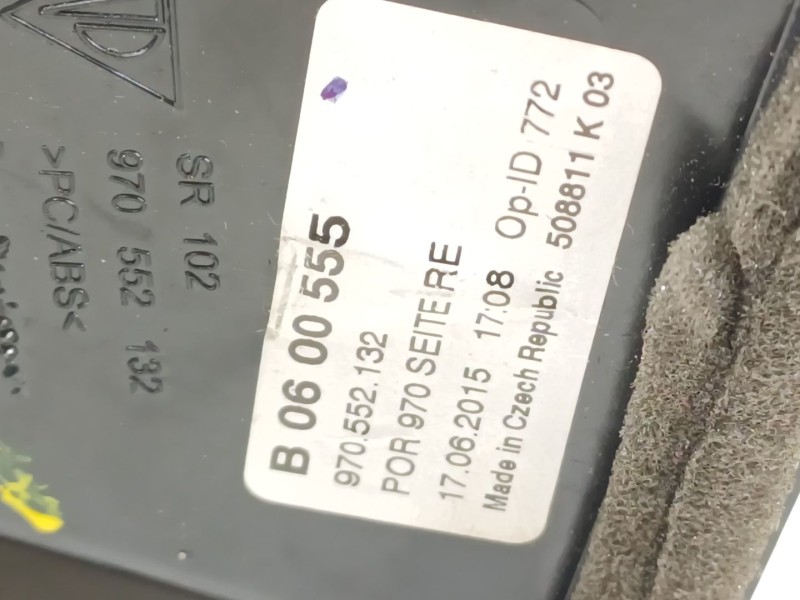 SR 102
970 552 132
>PC/ABS<
B 06 00 555
970.552.132
POR 970 SEITE RE
17.06.2015 17:08 Op-ID 772
Made in Czech Republic 508811 K 03